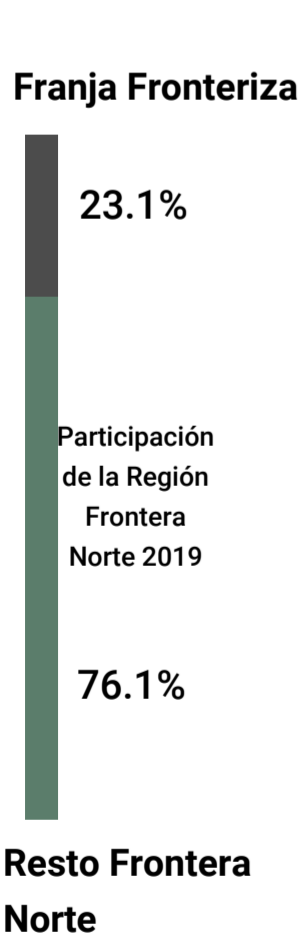 Franja Fronteriza
23.1%
Participación
de la Región
Frontera
Norte 2019
76.1%
Resto Frontera
Norte